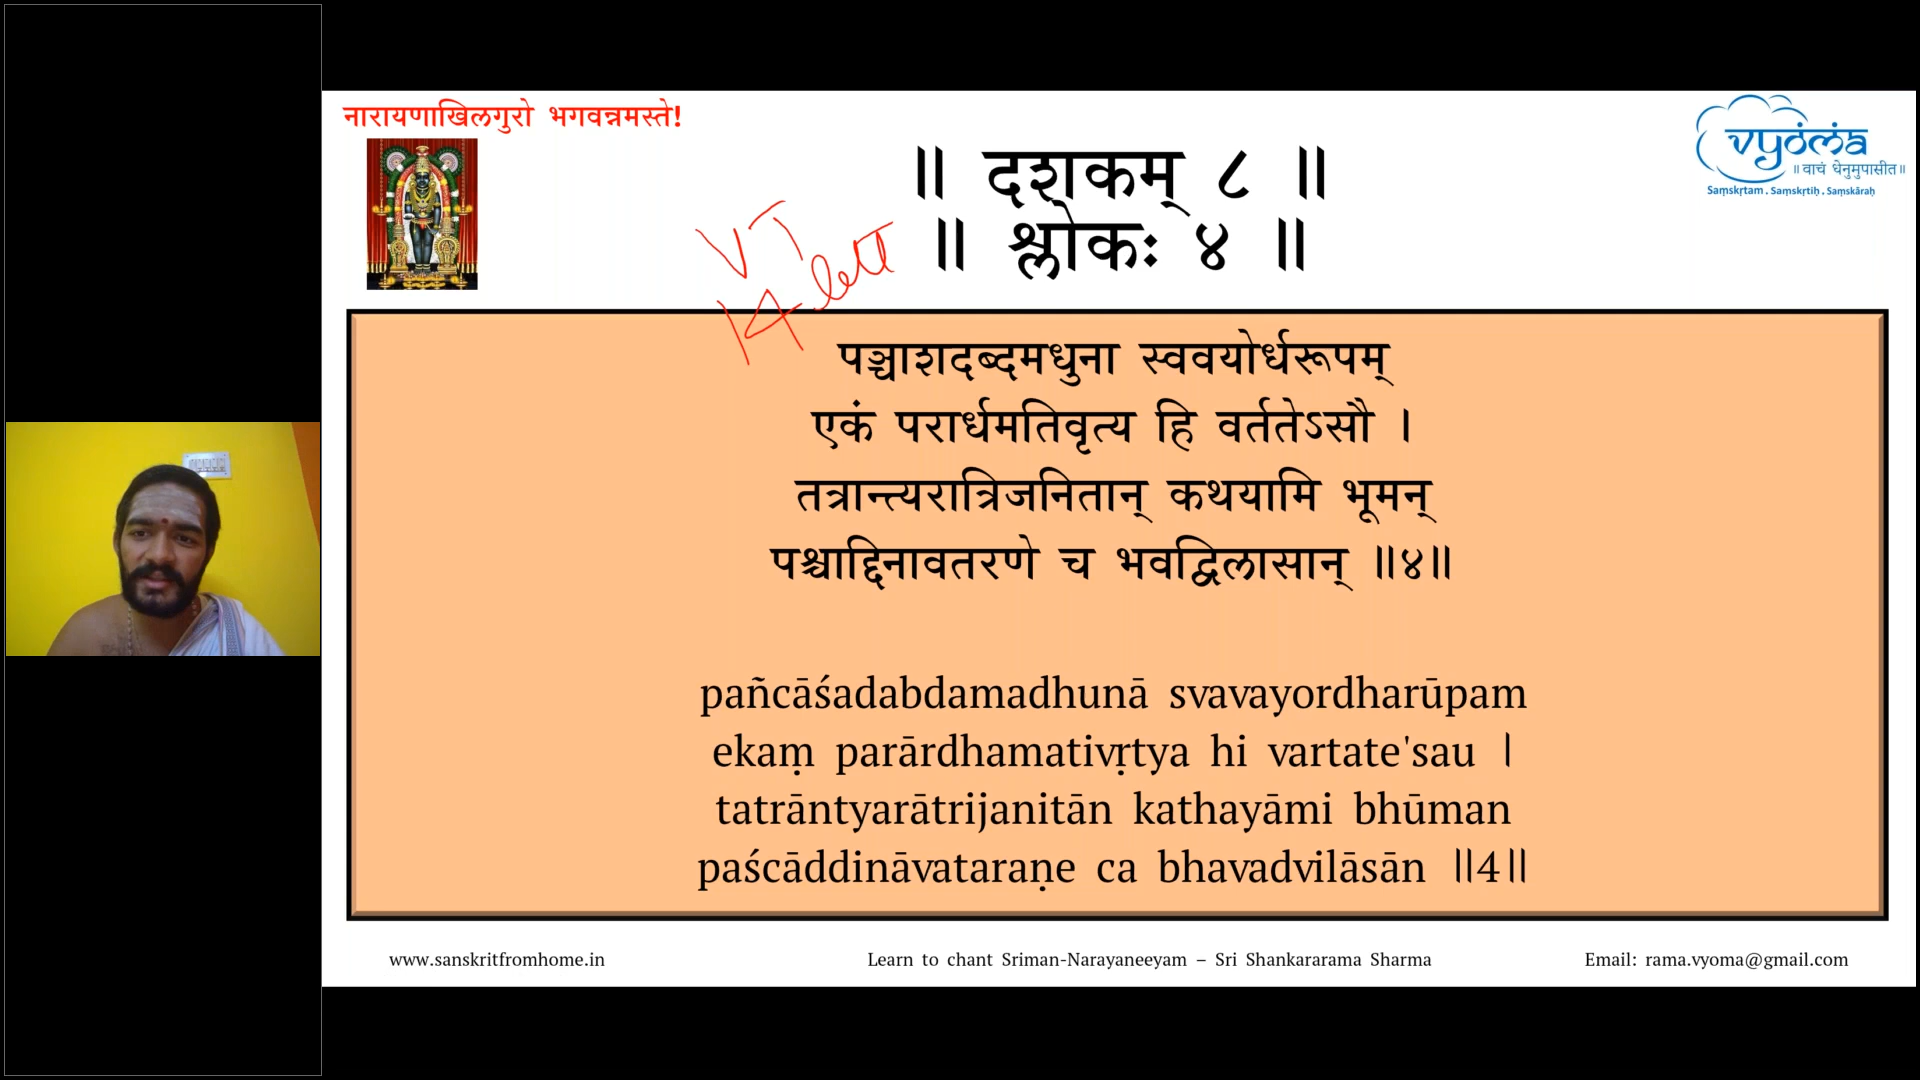 नारायणाखिलगुरो भगवन्नमस्ते!
vyoma
॥ वाचं धेनुमुपासीत॥
Saṃskṛtam , Saṃskṛtiḥ , Saṃskāraḥ
॥ दशकम् ८ ॥
॥ श्लोकः ४ ॥
VT
14
पञ्चाशदब्दमधुना स्ववयोर्धरूपम्
एकं परार्धमतिवृत्य हि वर्ततेऽसौ ।
तत्रान्त्यरात्रिजनितान् कथयामि भूमन्
पश्चाद्दिनावतरणे च भवद्विलासान् ॥४॥
pañcāśadabdamadhunā svavayordharūpam
ekaṃ parārdhamativṛtya hi vartate'sau ।
tatrāntyarātrijanitān kathayāmi bhūman
paścāddināvataraṇe ca bhavadvilāsān ॥4॥
www.sanskritfromhome.in
Learn to chant Sriman-Narayaneeyam – Sri Shankararama Sharma
Email: rama.vyoma@gmail.com